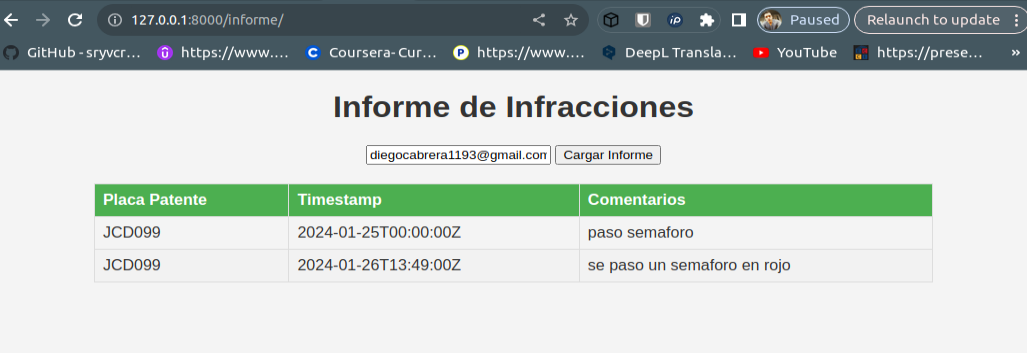 127.0.0.1:8000/informe/ Paused Relaunch to update
GitHub - sryvcr... https://www.... Coursera- Cur... https://www.... DeepL Transla... YouTube https://prese... »
Informe de Infracciones
diegocabrera1193@gmail.com Cargar Informe
Placa Patente Timestamp Comentarios
JCD099 2024-01-25T00:00:00Z paso semaforo
JCD099 2024-01-26T13:49:00Z se paso un semaforo en rojo